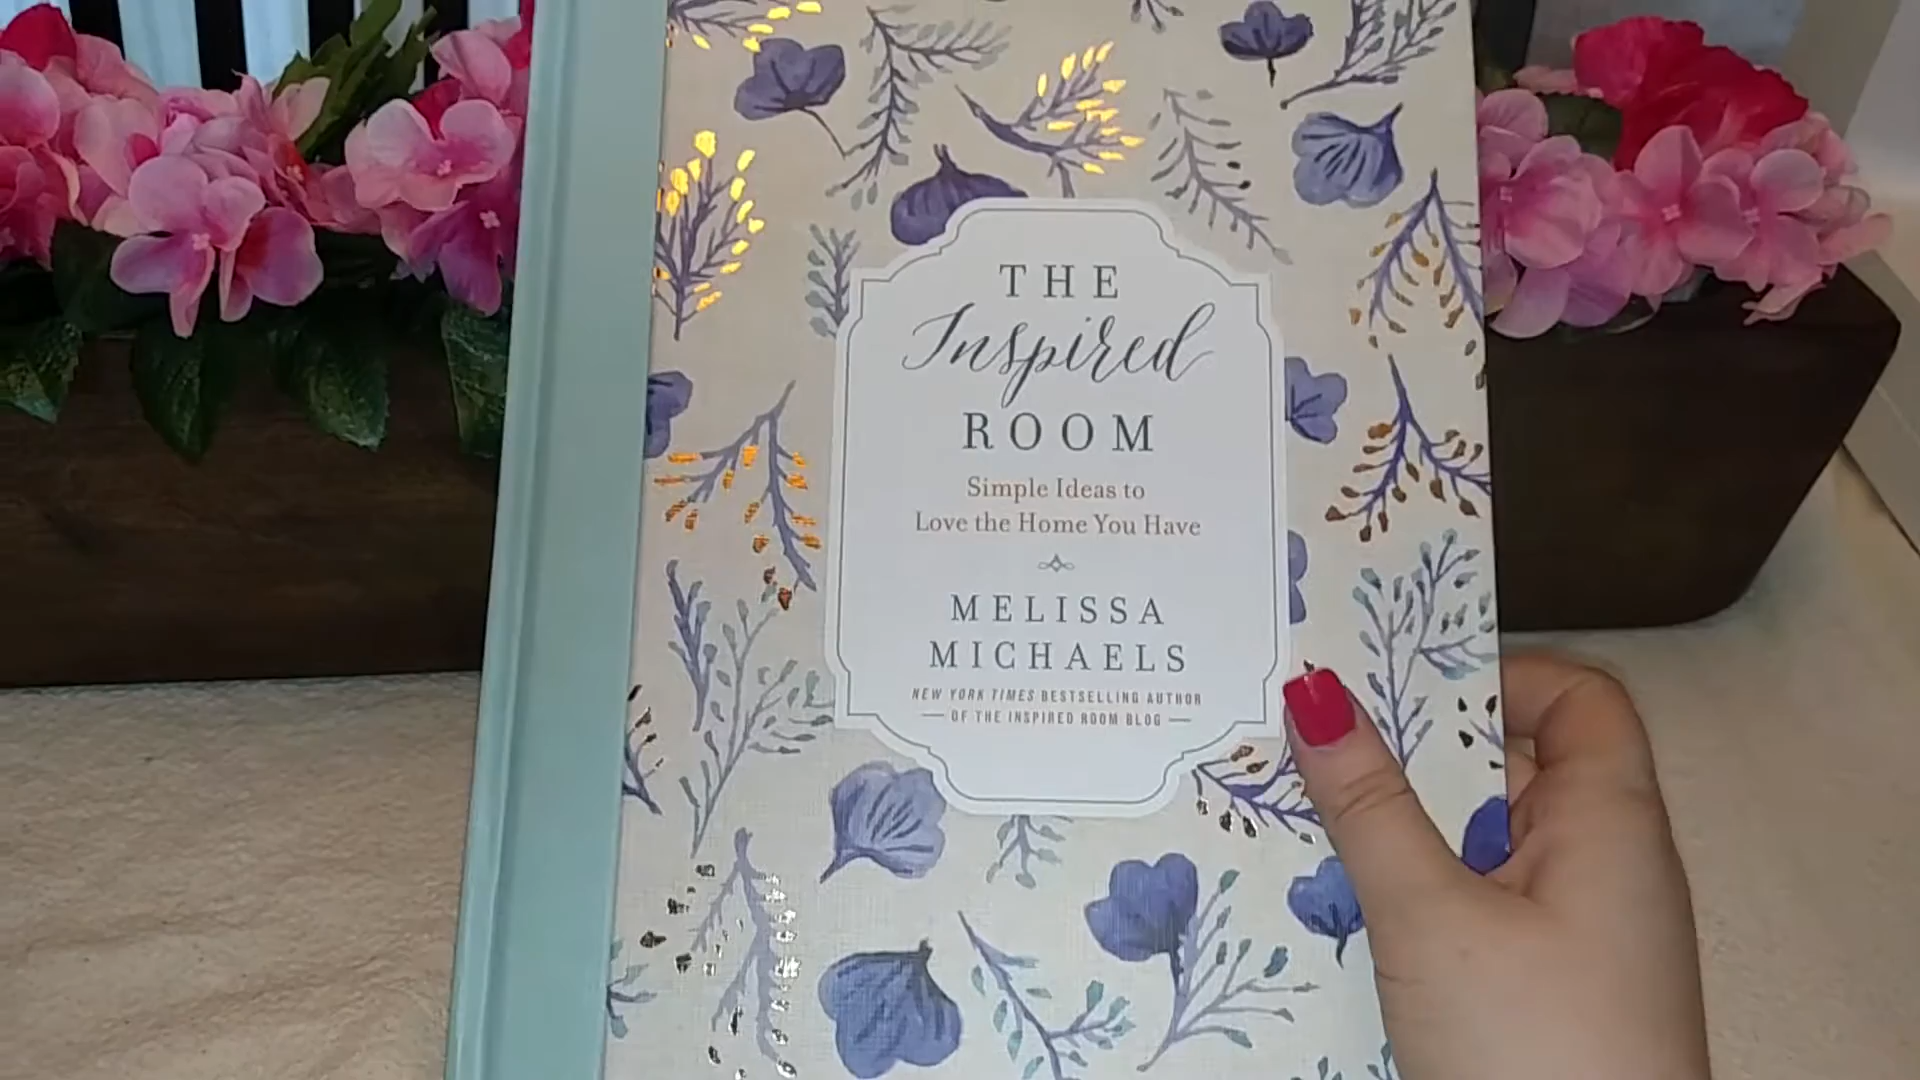 THE
Inspired
ROOM
Simple Ideas to
Love the Home You Have
MELISSA
MICHAELS
NEW YORK TIMES BESTSELLING AUTHOR
OF THE INSPIRED ROOM BLOG